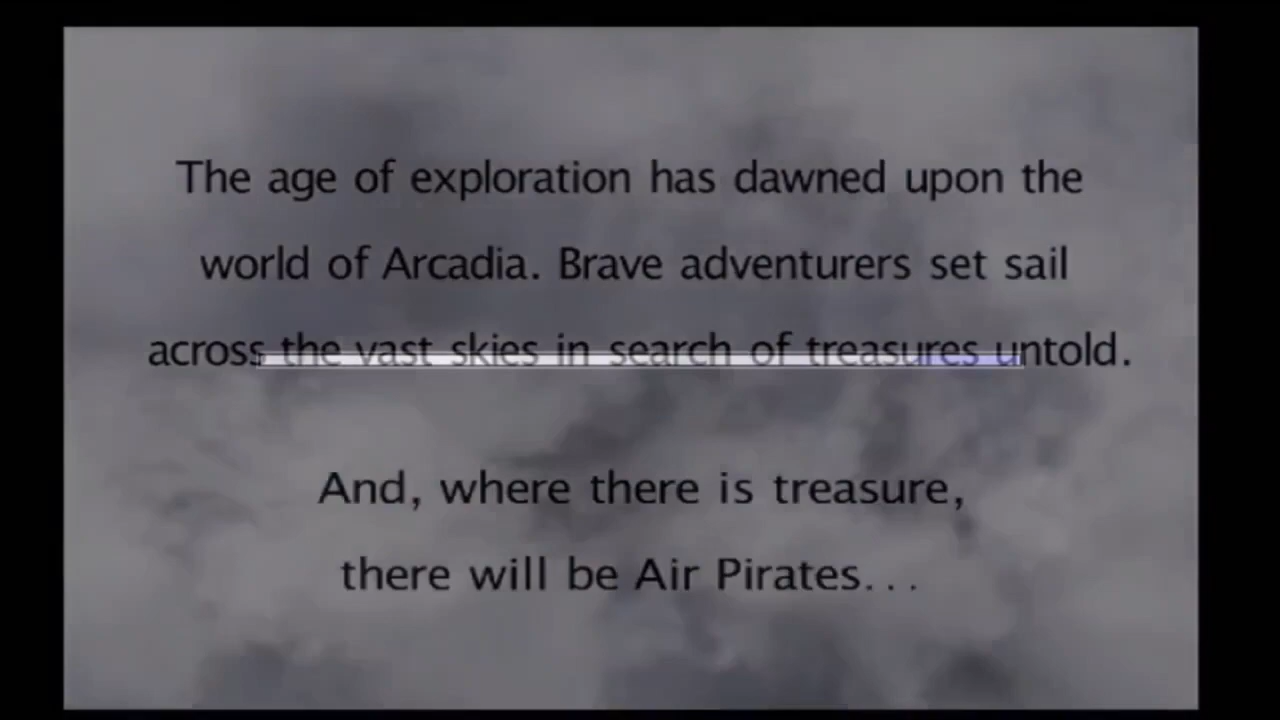 The age of exploration has dawned upon the
world of Arcadia. Brave adventurers set sail
across the vast skies in search of treasures untold.
And, where there is treasure,
there will be Air Pirates...